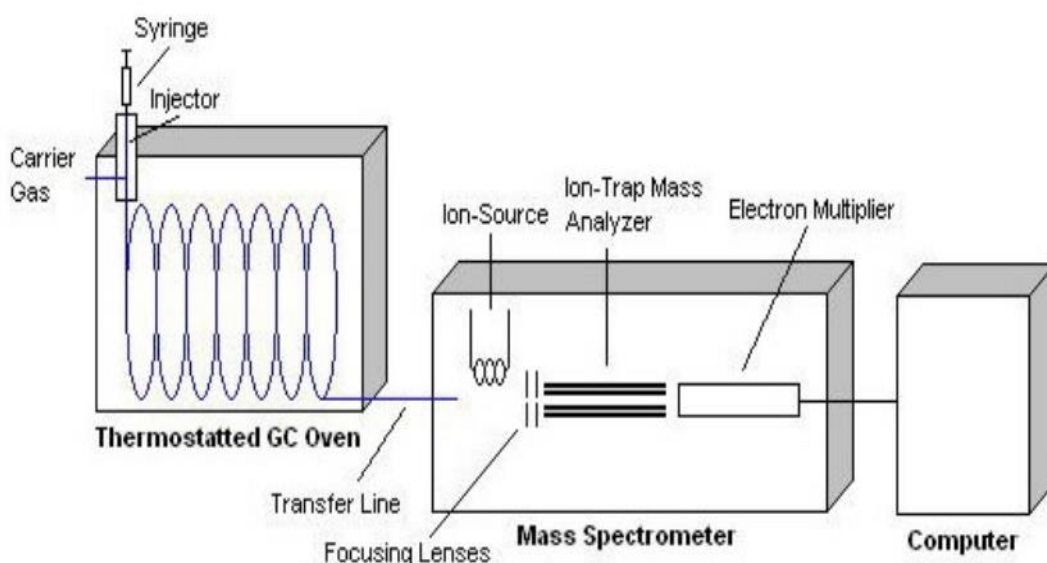 Syringe
Injector
Carrier
Gas
Ion-Source
Ion-Trap Mass
Analyzer
Electron Multiplier
Thermostatted GC Oven
Transfer Line
Focusing Lenses
Mass Spectrometer
Computer